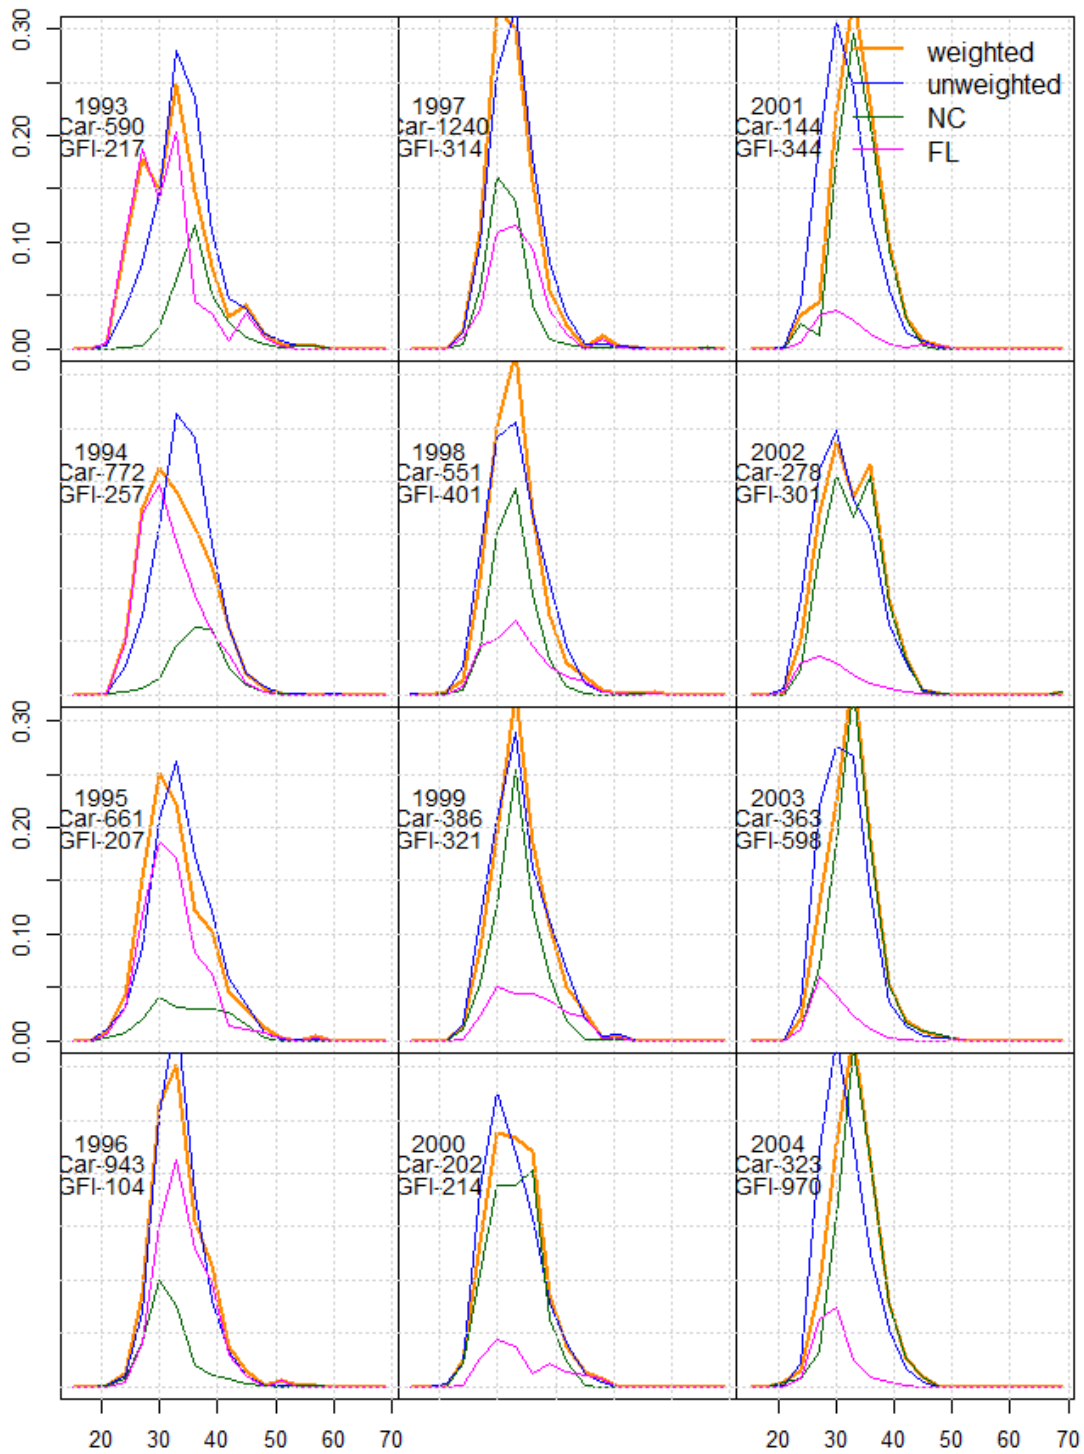 0.30
0.20
0.10
0.00
1993
Car-590
GFI-217
1997
Car-1240
GFI-314
2001
Car-144
GFI-344
weighted
unweighted
NC
FL
1994
Car-772
GFI-257
1998
Car-551
GFI-401
2002
Car-278
GFI-301
0.30
0.20
0.10
0.00
1995
Car-661
GFI-207
1999
Car-386
GFI-321
2003
Car-363
GFI-598
1996
Car-943
GFI-104
2000
Car-202
GFI-214
2004
Car-323
GFI-970
20 30 40 50 60 70
20 30 40 50 60 70